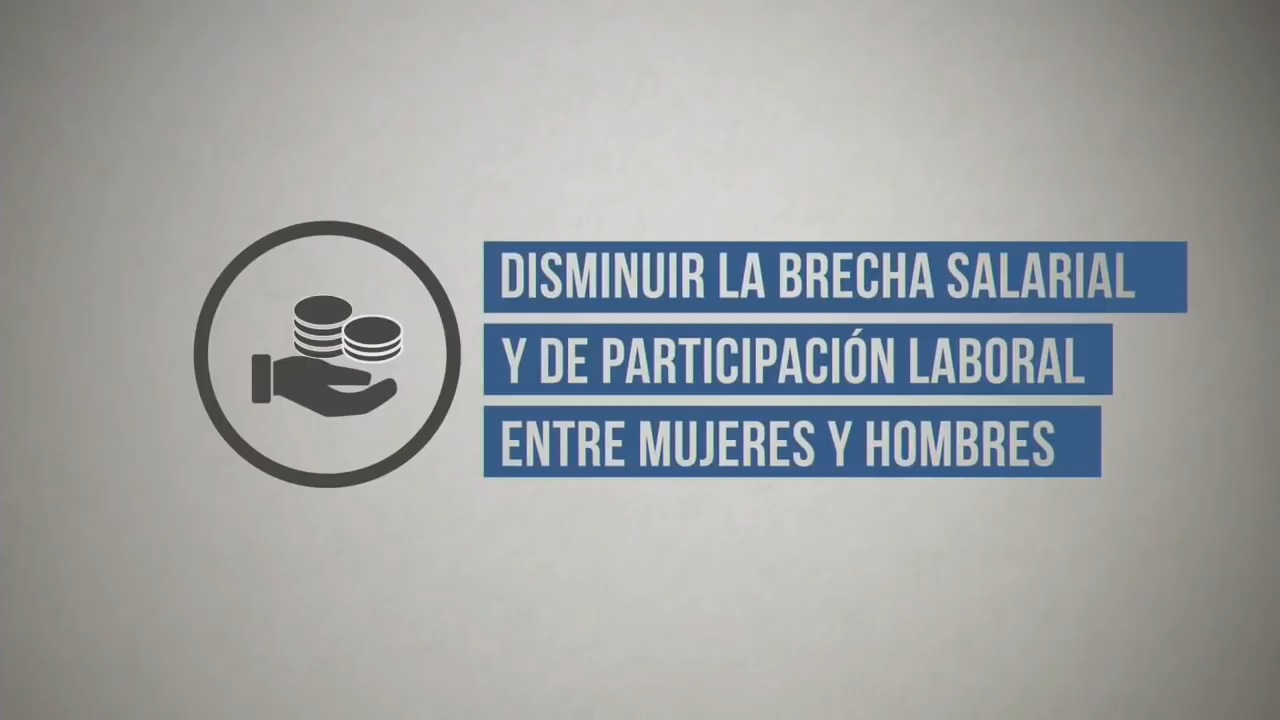 DISMINUIR LA BRECHA SALARIAL
Y DE PARTICIPACIÓN LABORAL
ENTRE MUJERES Y HOMBRES